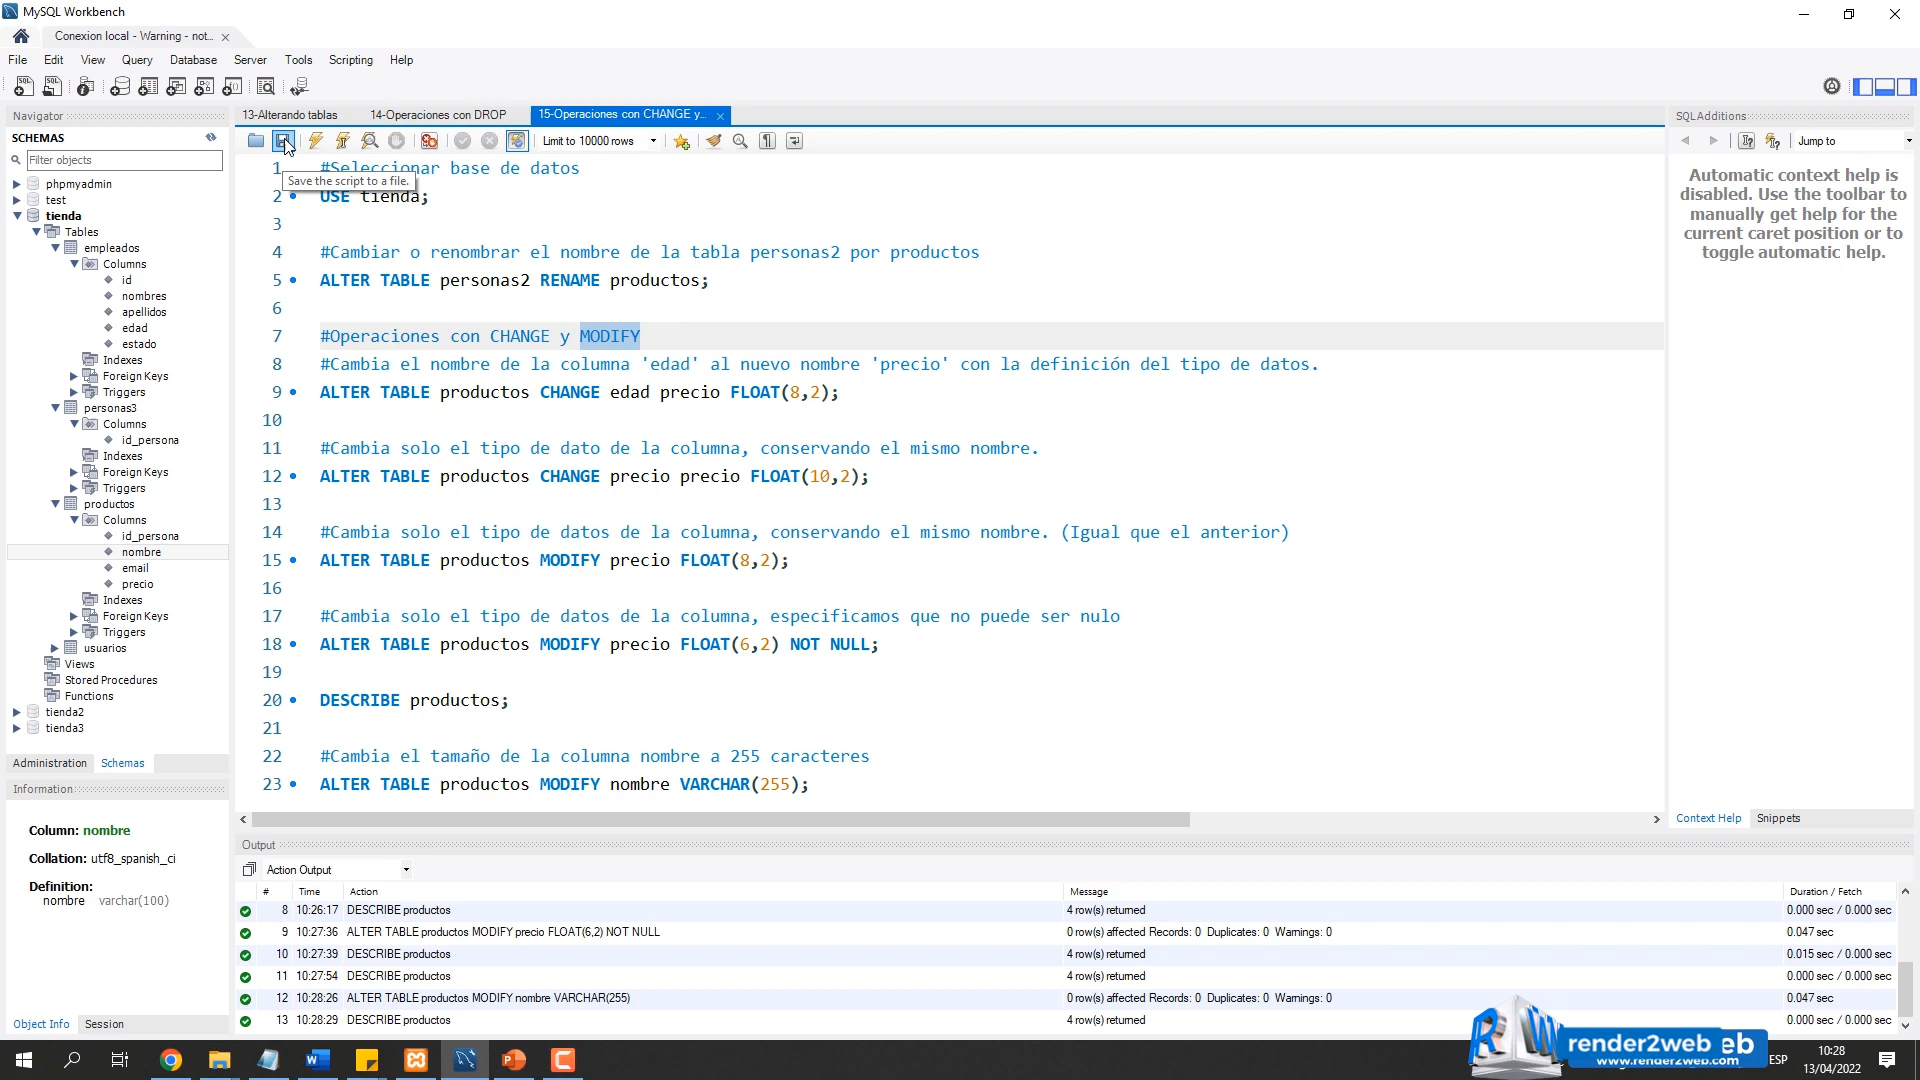 MySQL Workbench
Conexion local - Warning - not...
File Edit View Query Database Server Tools Scripting Help
Navigator
SCHEMAS
Filter objects
phpmyadmin
test
tienda
Tables
empleados
Columns
id
nombres
apellidos
edad
estado
Indexes
Foreign Keys
Triggers
personas3
Columns
id_persona
Indexes
Foreign Keys
Triggers
productos
Columns
id_persona
nombre
email
precio
Indexes
Foreign Keys
Triggers
usuarios
Views
Stored Procedures
Functions
tienda2
tienda3
Administration Schemas
Information
Column: nombre
Collation: utf8_spanish_ci
Definition:
nombre varchar(100)
Object Info Session
13-Alterando tablas 14-Operaciones con DROP 15-Operaciones con CHANGE y...
Limit to 10000 rows
Save the script to a file.
1 #Seleccionar base de datos
2 USE tienda;
3
4 #Cambiar o renombrar el nombre de la tabla personas2 por productos
5 ALTER TABLE personas2 RENAME productos;
6
7 #Operaciones con CHANGE y MODIFY
8 #Cambia el nombre de la columna 'edad' al nuevo nombre 'precio' con la definición del tipo de datos.
9 ALTER TABLE productos CHANGE edad precio FLOAT(8,2);
10
11 #Cambia solo el tipo de dato de la columna, conservando el mismo nombre.
12 ALTER TABLE productos CHANGE precio precio FLOAT(10,2);
13
14 #Cambia solo el tipo de datos de la columna, conservando el mismo nombre. (Igual que el anterior)
15 ALTER TABLE productos MODIFY precio FLOAT(8,2);
16
17 #Cambia solo el tipo de datos de la columna, especificamos que no puede ser nulo
18 ALTER TABLE productos MODIFY precio FLOAT(6,2) NOT NULL;
19
20 DESCRIBE productos;
21
22 #Cambia el tamaño de la columna nombre a 255 caracteres
23 ALTER TABLE productos MODIFY nombre VARCHAR(255);
SQLAdditions
Jump to
Automatic context help is
disabled. Use the toolbar to
manually get help for the
current caret position or to
toggle automatic help.
Context Help Snippets
Output
Action Output
# Time Action Message Duration / Fetch
8 10:26:17 DESCRIBE productos 4 row(s) returned 0.000 sec / 0.000 sec
9 10:27:36 ALTER TABLE productos MODIFY precio FLOAT(6,2) NOT NULL 0 row(s) affected Records: 0 Duplicates: 0 Warnings: 0 0.047 sec
10 10:27:39 DESCRIBE productos 4 row(s) returned 0.015 sec / 0.000 sec
11 10:27:54 DESCRIBE productos 4 row(s) returned 0.000 sec / 0.000 sec
12 10:28:26 ALTER TABLE productos MODIFY nombre VARCHAR(255) 0 row(s) affected Records: 0 Duplicates: 0 Warnings: 0 0.047 sec
13 10:28:29 DESCRIBE productos 4 row(s) returned 0.000 sec / 0.000 sec
render2web eb
www.render2web.com
ESP
10:28
13/04/2022